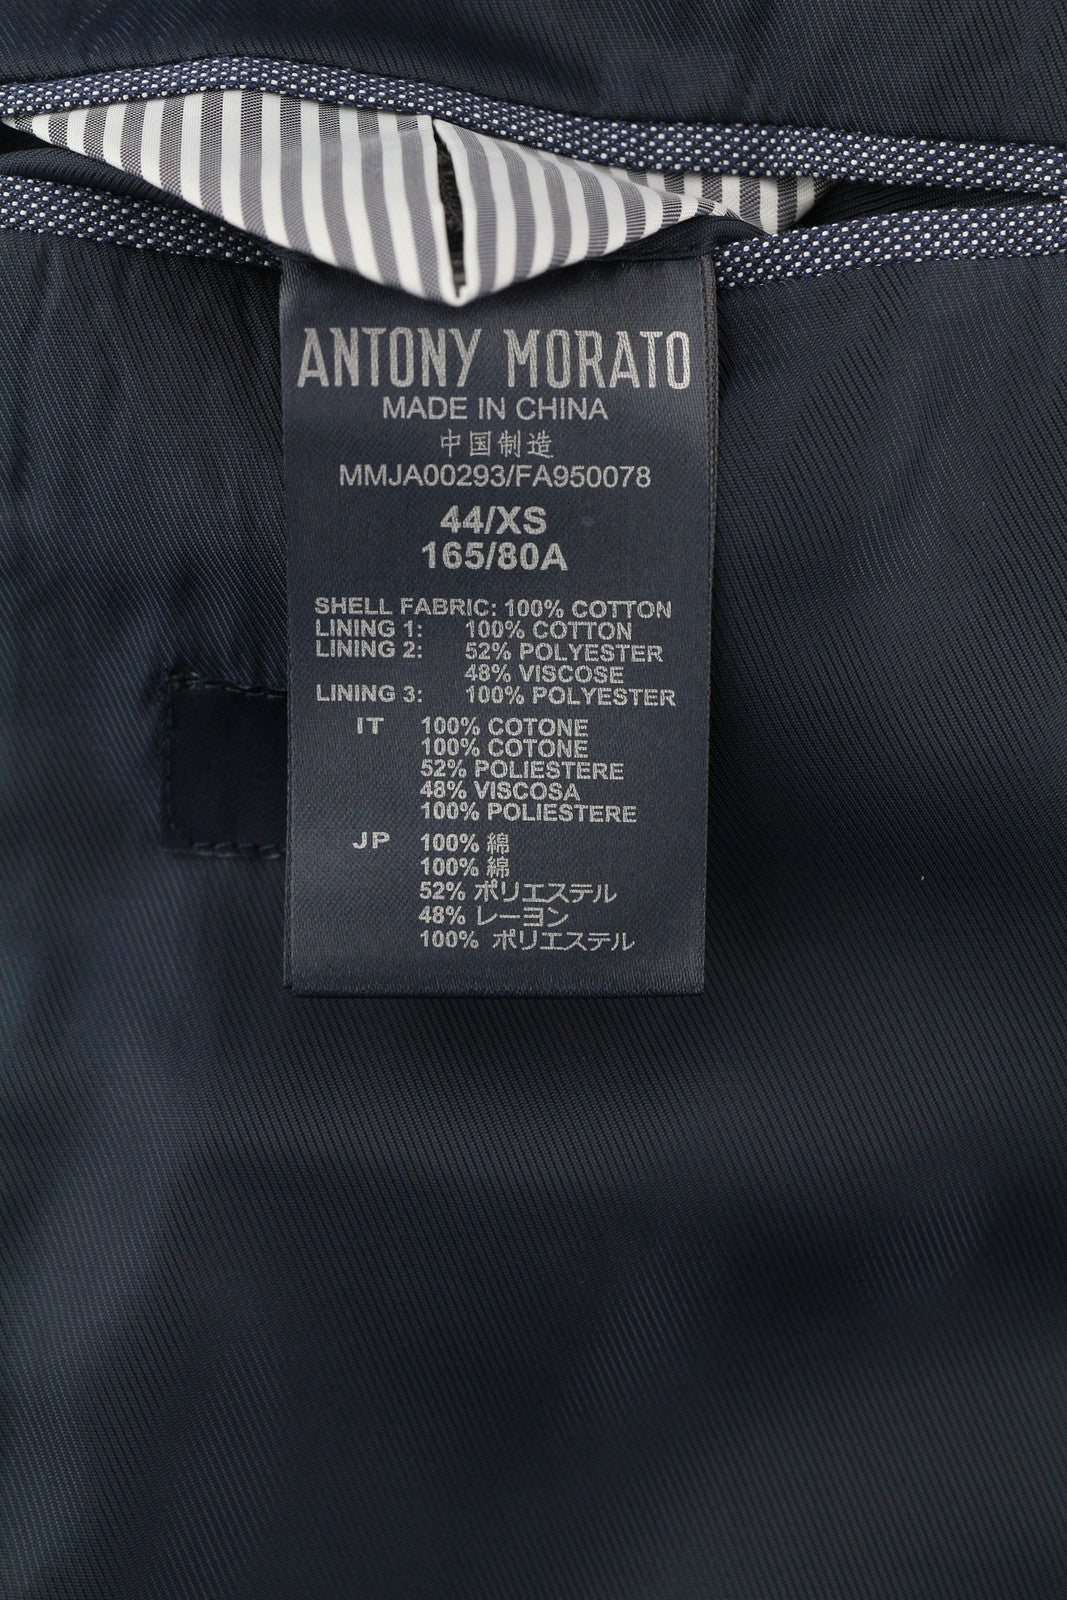 ANTONY MORATO
MADE IN CHINA
中国制造
MMJA00293/FA950078
44/XS
165/80A
SHELL FABRIC: 100% COTTON
LINING 1: 100% COTTON
LINING 2: 52% POLYESTER
48% VISCOSE
LINING 3: 100% POLYESTER
IT 100% COTONE
100% COTONE
52% POLIESTERE
48% VISCOSA
100% POLIESTERE
JP 100% 綿
100% 綿
52% ポリエステル
48% レーヨン
100% ポリエステル